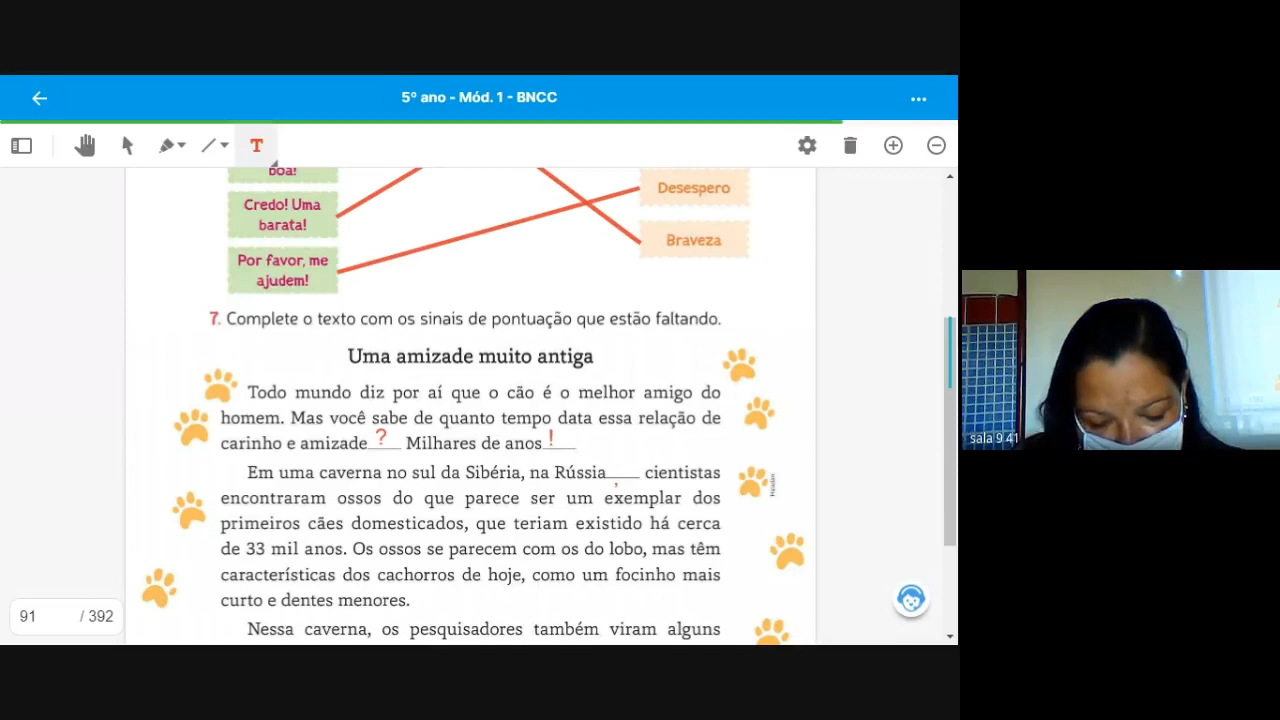 5º ano - Mód. 1 - BNCC
T
boa!
Credo! Uma
barata!
Por favor, me
ajudem!
Desespero
Braveza
7. Complete o texto com os sinais de pontuação que estão faltando.
Uma amizade muito antiga
Todo mundo diz por aí que o cão é o melhor amigo do
homem. Mas você sabe de quanto tempo data essa relação de
carinho e amizade ? Milhares de anos !
Em uma caverna no sul da Sibéria, na Rússia , cientistas
encontraram ossos do que parece ser um exemplar dos
primeiros cães domesticados, que teriam existido há cerca
de 33 mil anos. Os ossos se parecem com os do lobo, mas têm
características dos cachorros de hoje, como um focinho mais
curto e dentes menores.
Nessa caverna, os pesquisadores também viram alguns
91 / 392
sala 9 41